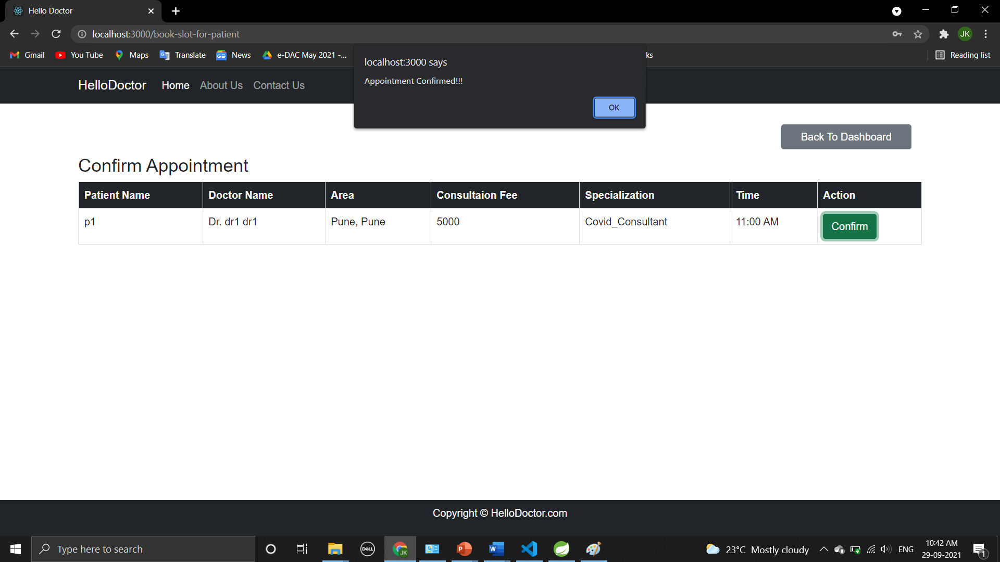 Hello Doctor
localhost:3000/book-slot-for-patient
JK
Gmail
You Tube
Maps
Translate
News
e-DAC May 2021 -...
ks
Reading list
localhost:3000 says
Appointment Confirmed!!!
OK
HelloDoctor
Home
About Us
Contact Us
Back To Dashboard
Confirm Appointment
Patient Name Doctor Name Area Consultaion Fee Specialization Time Action
p1 Dr. dr1 dr1 Pune, Pune 5000 Covid_Consultant 11:00 AM Confirm
Copyright © HelloDoctor.com
Type here to search
DELL
JK
P
W
23°C Mostly cloudy
ENG
10:42 AM
29-09-2021
1